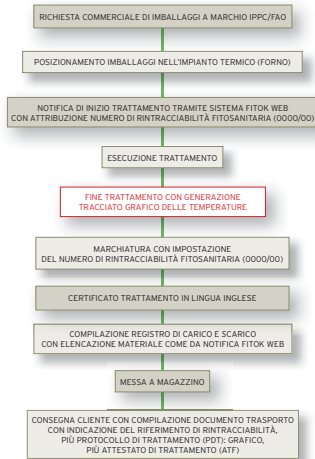 RICHIESTA COMMERCIALE DI IMBALLAGGI A MARCHIO IPPC/FAO
POSIZIONAMENTO IMBALLAGGI NELL'IMPIANTO TERMICO (FORNO)
NOTIFICA DI INIZIO TRATTAMENTO TRAMITE SISTEMA FITOK WEB
CON ATTRIBUZIONE NUMERO DI RINTRACCIABILITÀ FITOSANITARIA (0000/00)
ESECUZIONE TRATTAMENTO
FINE TRATTAMENTO CON GENERAZIONE
TRACCIATO GRAFICO DELLE TEMPERATURE
MARCHIATURA CON IMPOSTAZIONE
DEL NUMERO DI RINTRACCIABILITÀ FITOSANITARIA (0000/00)
CERTIFICATO TRATTAMENTO IN LINGUA INGLESE
COMPILAZIONE REGISTRO DI CARICO E SCARICO
CON ELENCAZIONE MATERIALE COME DA NOTIFICA FITOK WEB
MESSA A MAGAZZINO
CONSEGNA CLIENTE CON COMPILAZIONE DOCUMENTO TRASPORTO
CON INDICAZIONE DEL RIFERIMENTO DI RINTRACCIABILITÀ,
PIÙ PROTOCOLLO DI TRATTAMENTO (PDT): GRAFICO,
PIÙ ATTESTATO DI TRATTAMENTO (ATF)